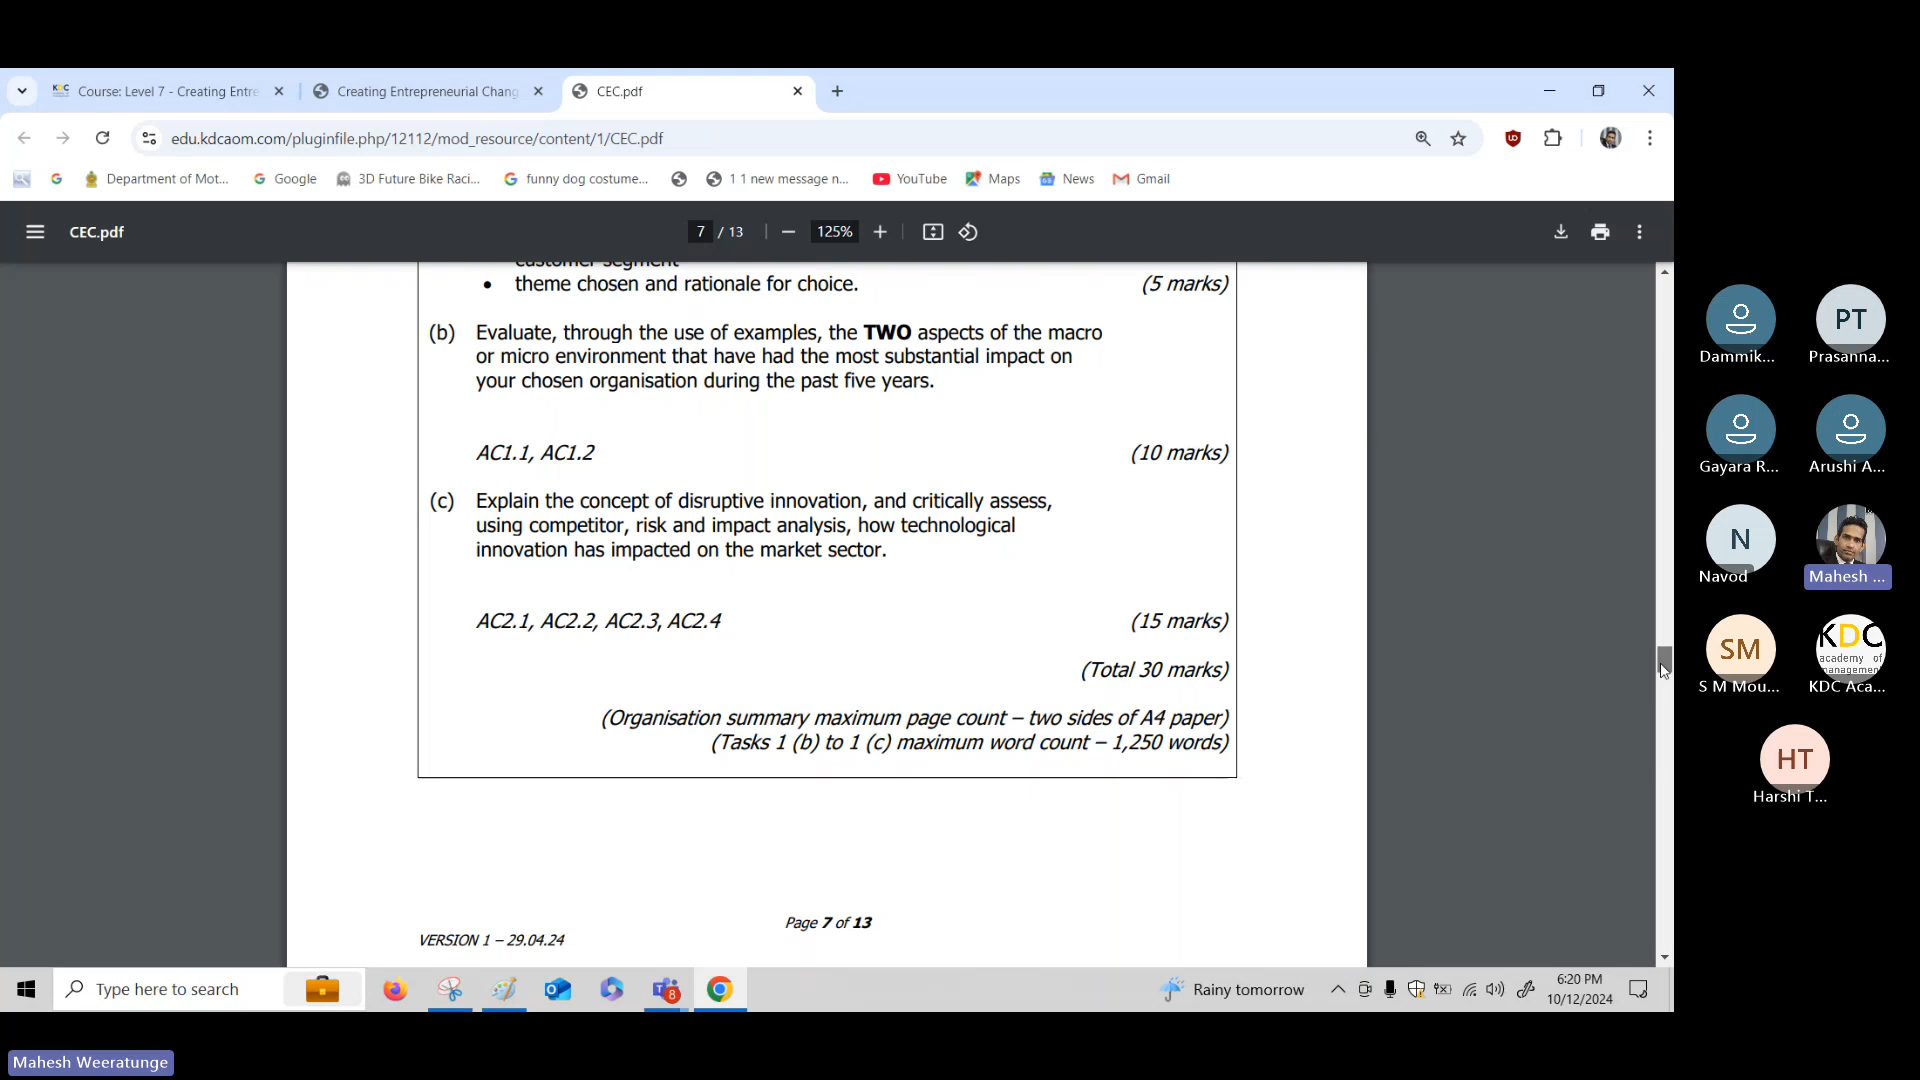 Course: Level 7 - Creating Entre
Creating Entrepreneurial Chang
CEC.pdf
edu.kdcaom.com/pluginfile.php/12112/mod_resource/content/1/CEC.pdf
Department of Mot...
Google
3D Future Bike Raci...
funny dog costume...
1 1 new message n...
YouTube
Maps
News
Gmail
CEC.pdf
7 / 13
125%
customer segment
• theme chosen and rationale for choice. (5 marks)
(b) Evaluate, through the use of examples, the TWO aspects of the macro
or micro environment that have had the most substantial impact on
your chosen organisation during the past five years.
AC1.1, AC1.2 (10 marks)
(c) Explain the concept of disruptive innovation, and critically assess,
using competitor, risk and impact analysis, how technological
innovation has impacted on the market sector.
AC2.1, AC2.2, AC2.3, AC2.4 (15 marks)
(Total 30 marks)
(Organisation summary maximum page count – two sides of A4 paper)
(Tasks 1 (b) to 1 (c) maximum word count – 1,250 words)
Page 7 of 13
VERSION 1 – 29.04.24
Dammik...
PT
Prasanna...
Gayara R...
Arushi A...
N
Navod
Mahesh ...
SM
S M Mou...
KDC
academy of
management
KDC Aca...
HT
Harshi T...
Type here to search
8
Rainy tomorrow
6:20 PM
10/12/2024
Mahesh Weeratunge